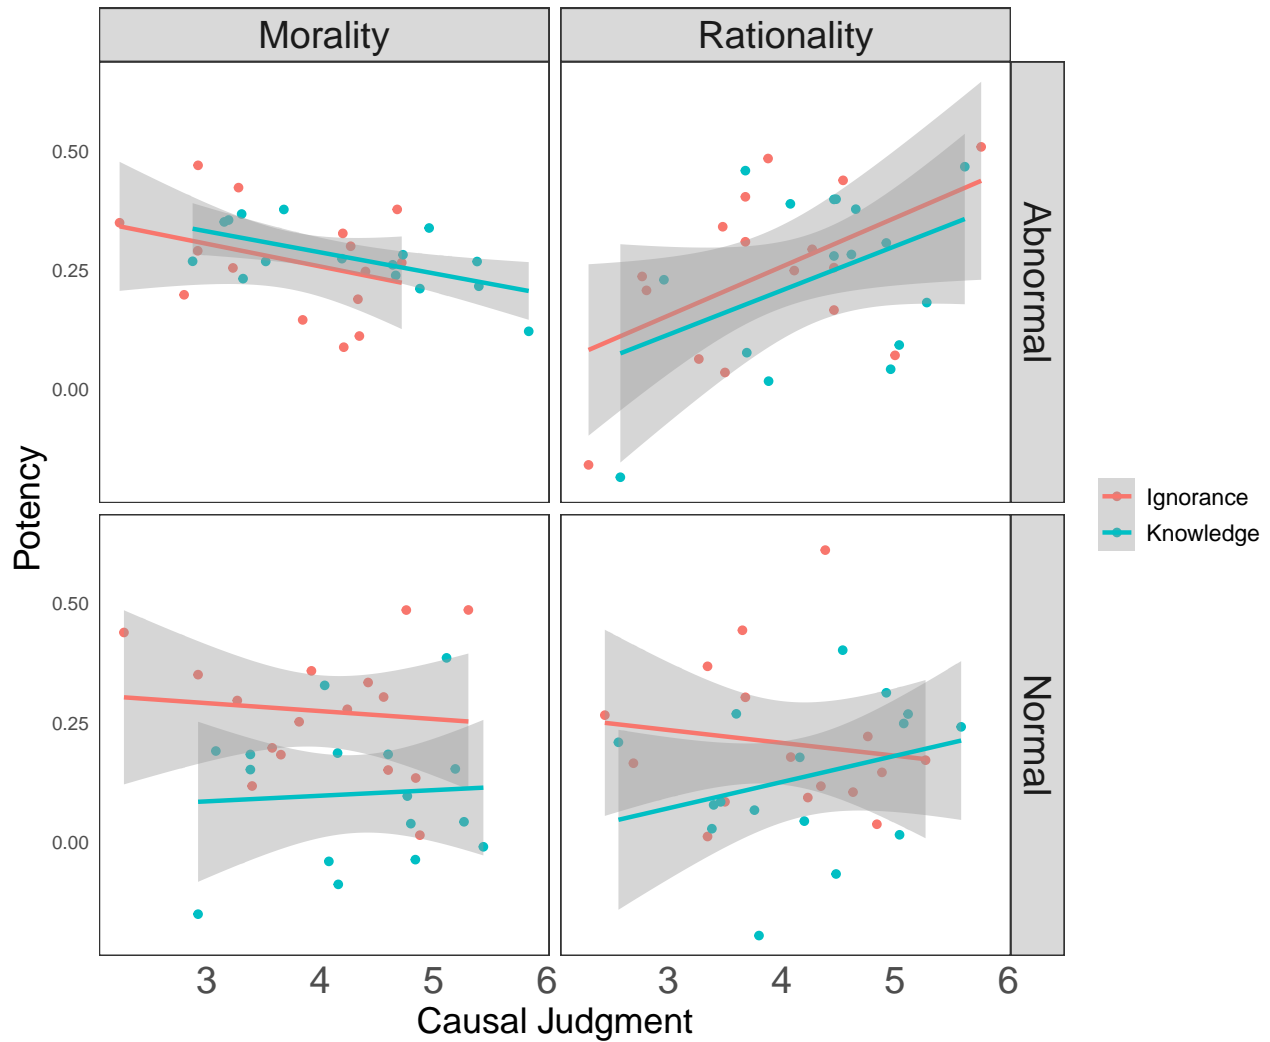 Morality
Rationality
0.50
0.25
0.00
Abnormal
Potency
Ignorance
Knowledge
0.50
0.25
0.00
Normal
3 4 5 6 3 4 5 6
Causal Judgment